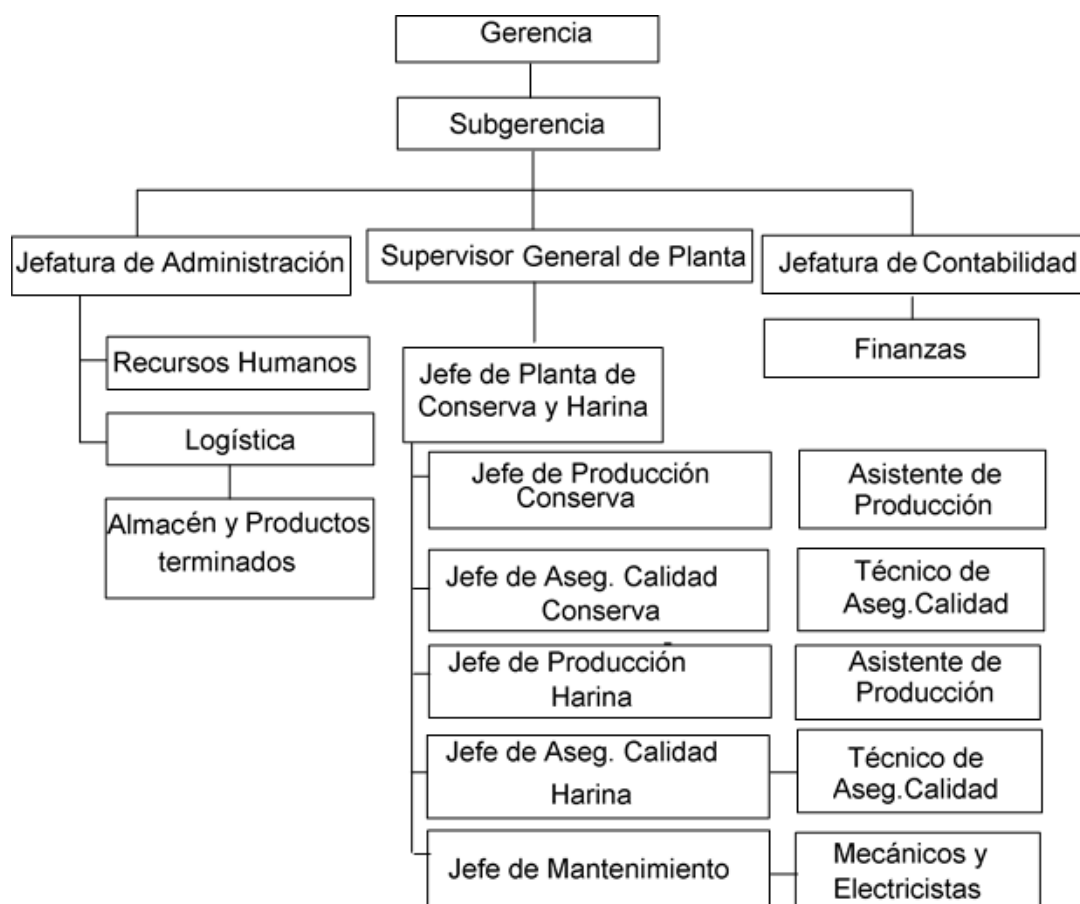 Gerencia
Subgerencia
Jefatura de Administración
Supervisor General de Planta
Jefatura de Contabilidad
Recursos Humanos
Logística
Almacén y Productos
terminados
Finanzas
Jefe de Planta de
Conserva y Harina
Jefe de Producción
Conserva
Asistente de
Producción
Jefe de Aseg. Calidad
Conserva
Técnico de
Aseg.Calidad
Jefe de Producción
Harina
Asistente de
Producción
Jefe de Aseg. Calidad
Harina
Técnico de
Aseg.Calidad
Jefe de Mantenimiento
Mecánicos y
Electricistas